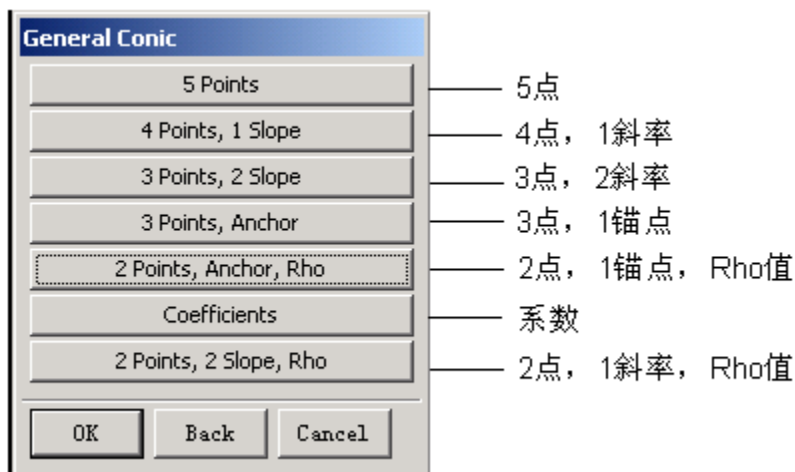 General Conic
5 Points 5点
4 Points, 1 Slope 4点，1斜率
3 Points, 2 Slope 3点，2斜率
3 Points, Anchor 3点，1锚点
2 Points, Anchor, Rho 2点，1锚点，Rho值
Coefficients 系数
2 Points, 2 Slope, Rho 2点，1斜率，Rho值
OK Back Cancel